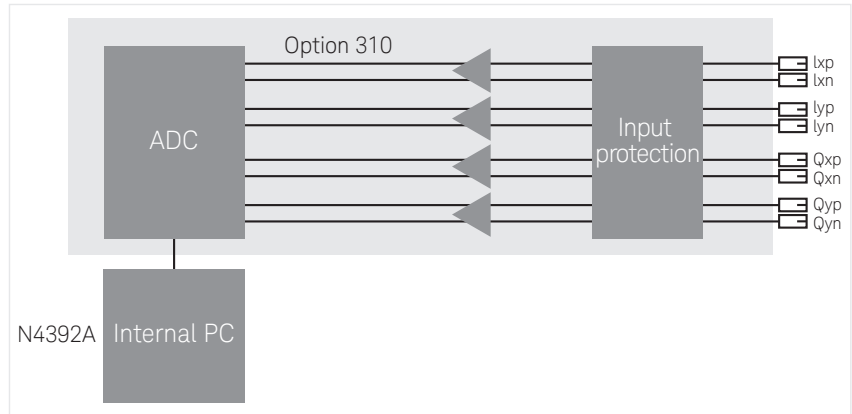 Option 310
ADC
Input
protection
Ixp
Ixn
Iyp
Iyn
Qxp
Qxn
Qyp
Qyn
N4392A
Internal PC